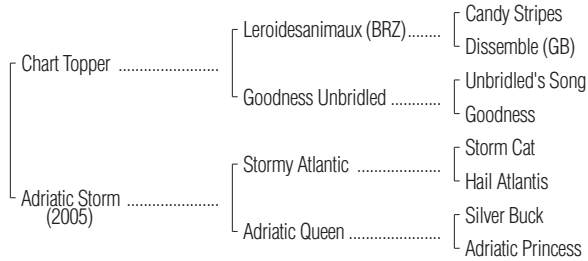 Candy Stripes
Leroidesanimaux (BRZ)........
Dissemble (GB)
Chart Topper ........................
Unbridled's Song
Goodness Unbridled ............
Goodness
Storm Cat
Stormy Atlantic ....................
Hail Atlantis
Adriatic Storm ......................
(2005)
Silver Buck
Adriatic Queen .....................
Adriatic Princess